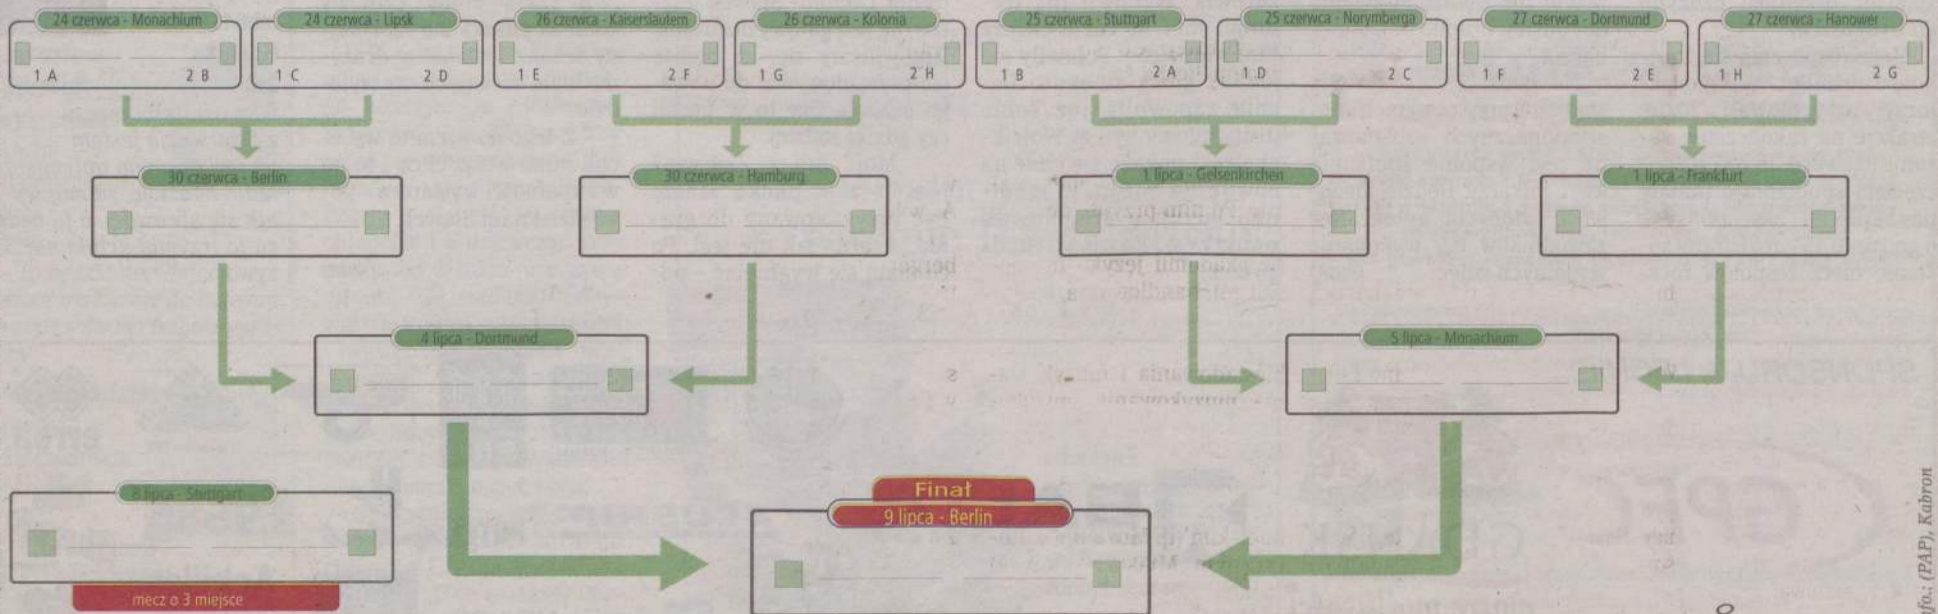 24 czerwca - Monachium
1 A 2 B
24 czerwca - Lipsk
1 C 2 D
26 czerwca - Kaiserslautern
1 E 2 F
26 czerwca - Kolonia
1 G 2 H
25 czerwca - Stuttgart
1 B 2 A
25 czerwca - Norymberga
1 D 2 C
27 czerwca - Dortmund
1 F 2 E
27 czerwca - Hanower
1 H 2 G
30 czerwca - Berlin
30 czerwca - Hamburg
1 lipca - Gelsenkirchen
1 lipca - Frankfurt
4 lipca - Dortmund
5 lipca - Monachium
8 lipca - Stuttgart
mecz o 3 miejsce
Finał
9 lipca - Berlin
(PAP), Kabron